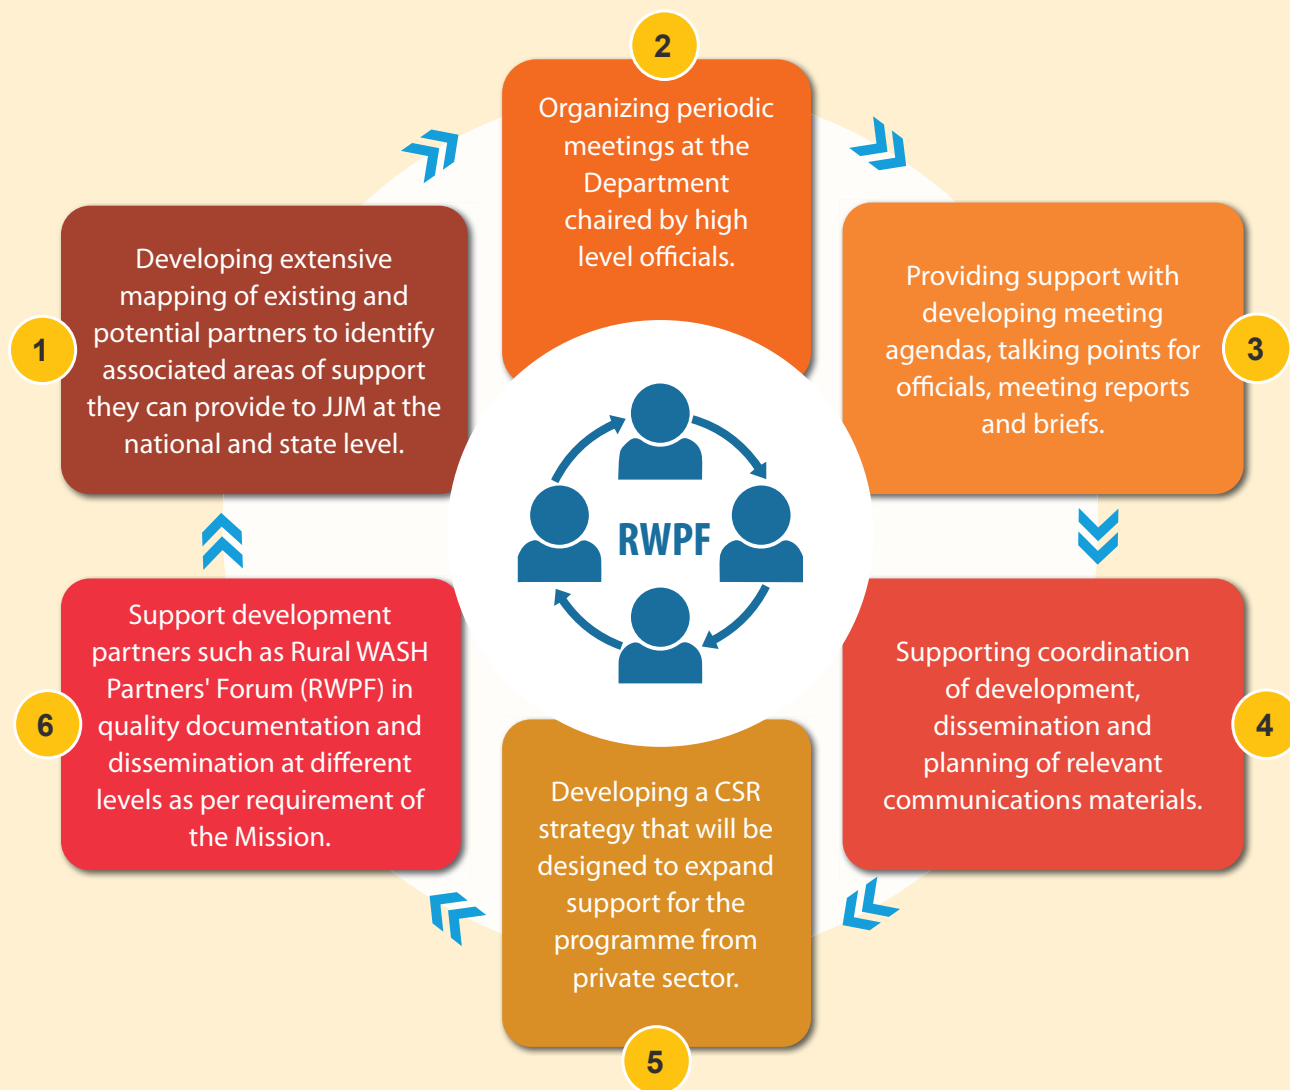 1
Developing extensive
mapping of existing and
potential partners to identify
associated areas of support
they can provide to JJM at the
national and state level.
2
Organizing periodic
meetings at the
Department
chaired by high
level officials.
3
Providing support with
developing meeting
agendas, talking points for
officials, meeting reports
and briefs.
4
Supporting coordination
of development,
dissemination and
planning of relevant
communications materials.
5
Developing a CSR
strategy that will be
designed to expand
support for the
programme from
private sector.
6
Support development
partners such as Rural WASH
Partners' Forum (RWPF) in
quality documentation and
dissemination at different
levels as per requirement of
the Mission.
RWPF